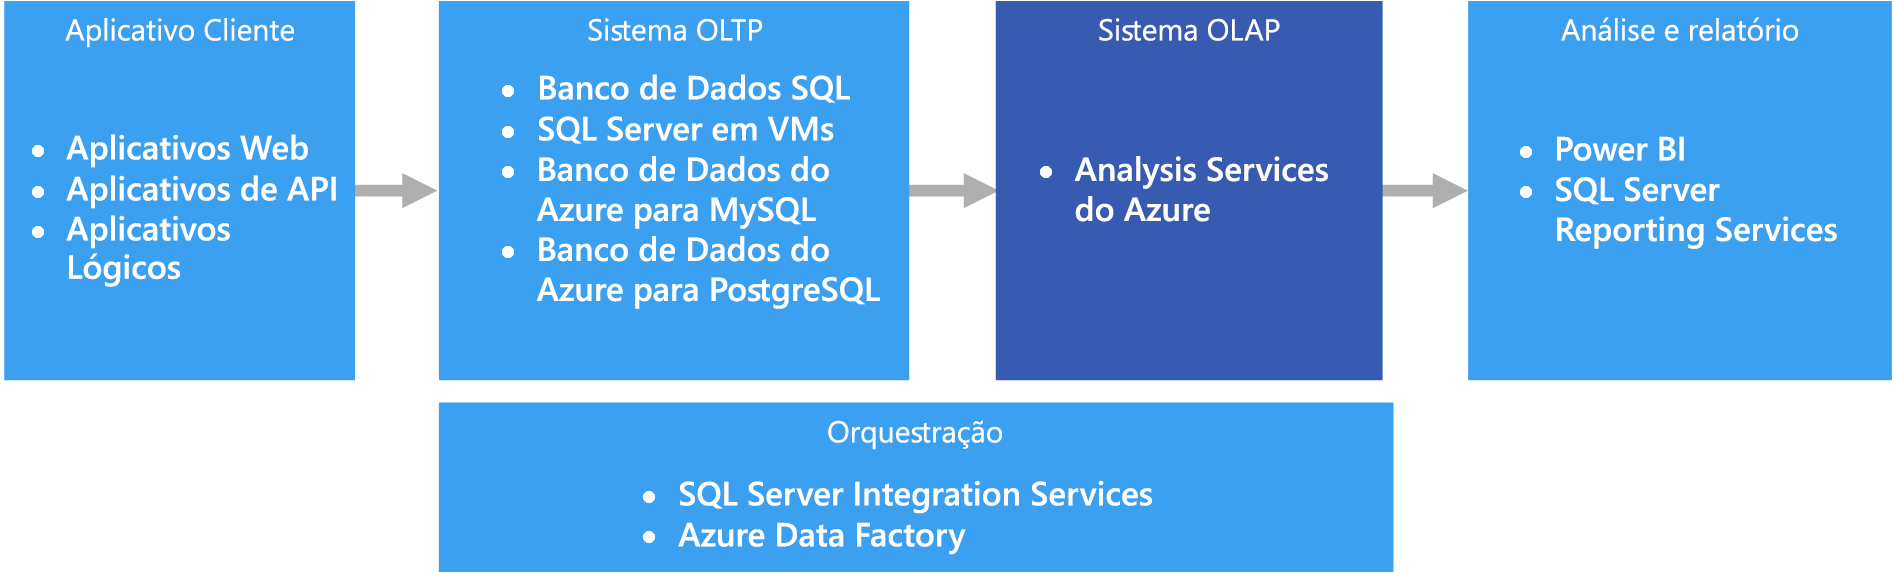 Aplicativo Cliente
• Aplicativos Web
• Aplicativos de API
• Aplicativos
Lógicos
Sistema OLTP
• Banco de Dados SQL
• SQL Server em VMs
• Banco de Dados do
Azure para MySQL
• Banco de Dados do
Azure para PostgreSQL
Sistema OLAP
• Analysis Services
do Azure
Análise e relatório
• Power BI
• SQL Server
Reporting Services
Orquestração
• SQL Server Integration Services
• Azure Data Factory